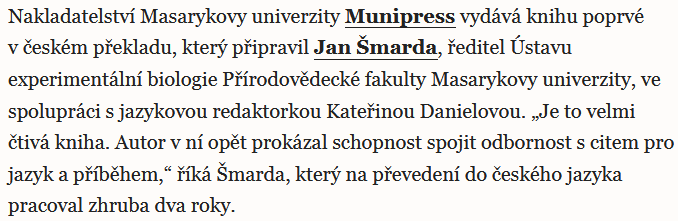 Nakladatelství Masarykovy univerzity Munipress vydává knihu poprvé
v českém překladu, který připravil Jan Šmarda, ředitel Ústavu
experimentální biologie Přírodovědecké fakulty Masarykovy univerzity, ve
spolupráci s jazykovou redaktorkou Kateřinou Danielovou. „Je to velmi
čtivá kniha. Autor v ní opět prokázal schopnost spojit odbornost s citem pro
jazyk a příběhem,“ říká Šmarda, který na převedení do českého jazyka
pracoval zhruba dva roky.